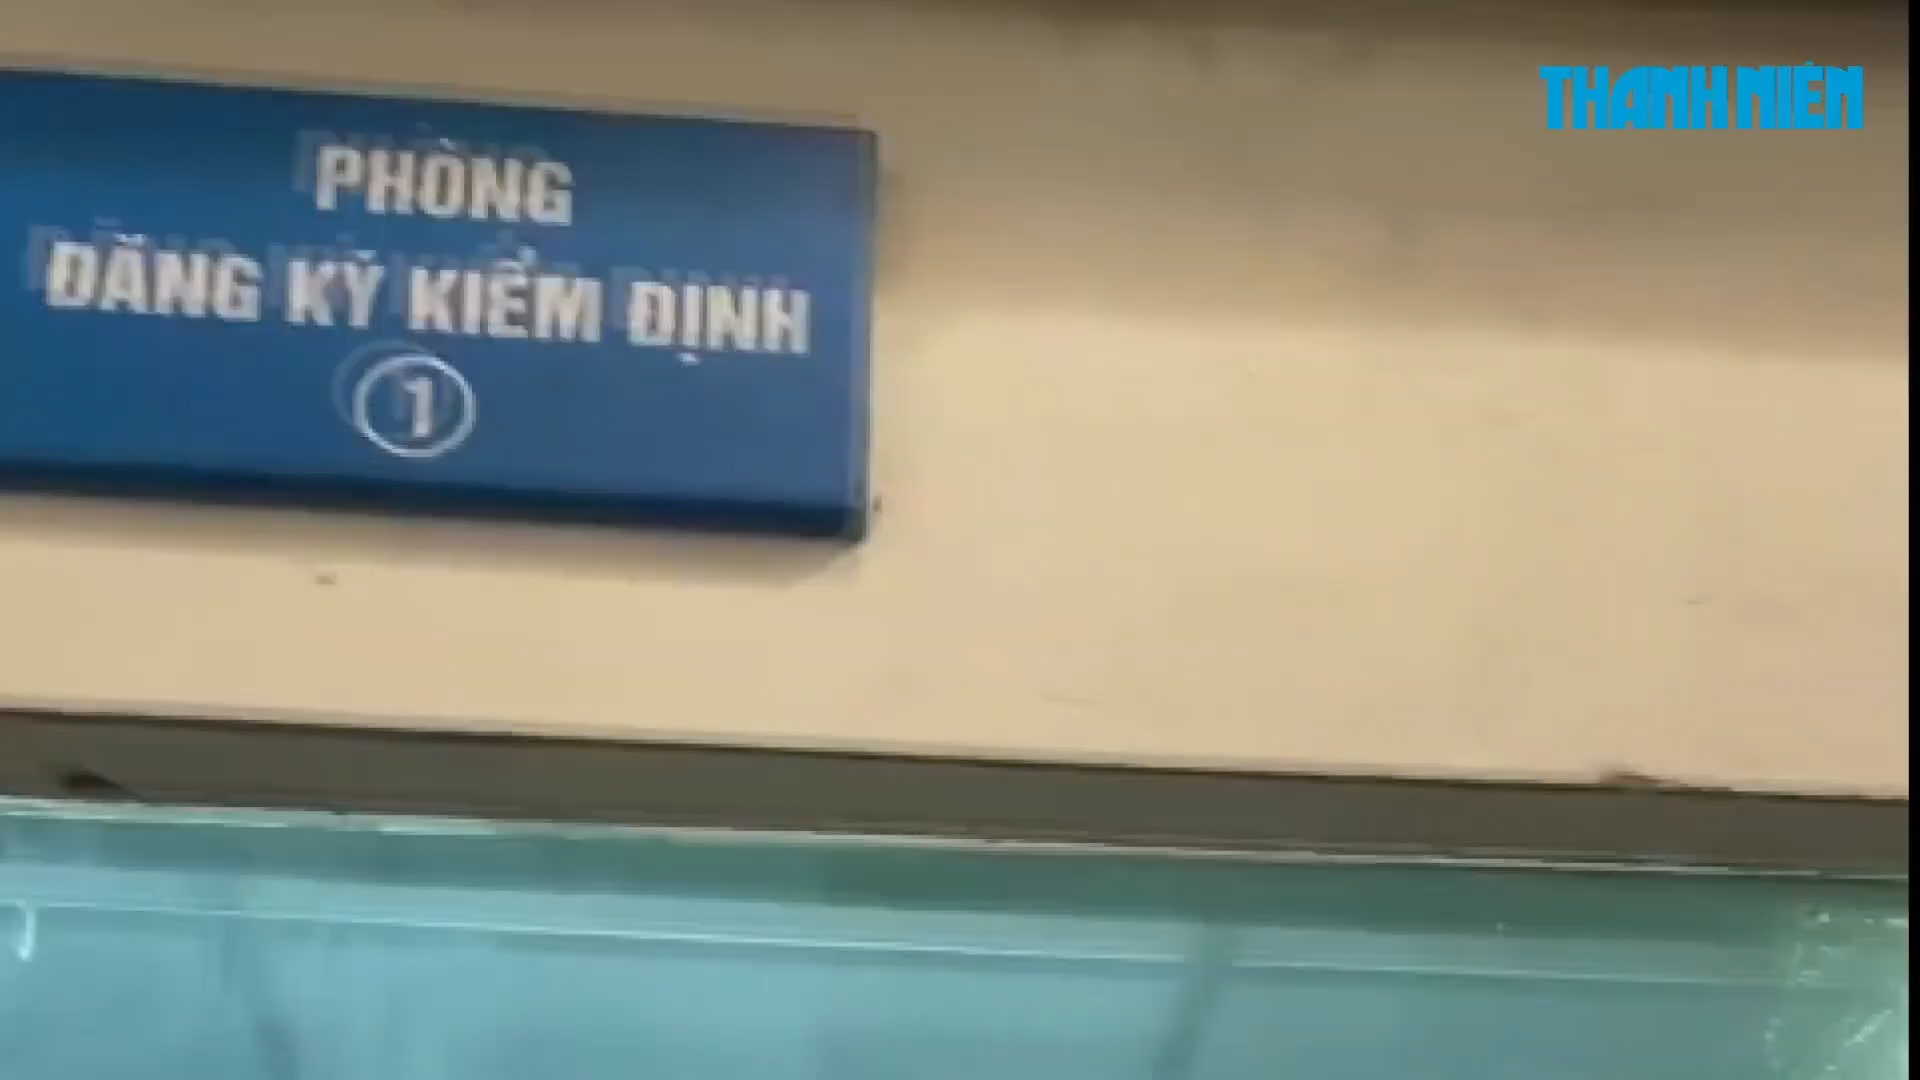 THANH NIÊN
PHÒNG
ĐĂNG KÝ KIỂM ĐỊNH
1